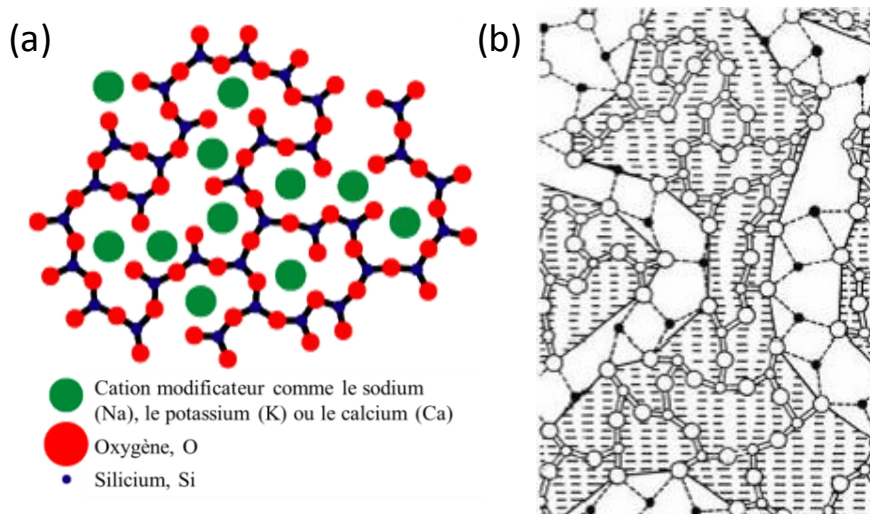 (a)
(b)
Cation modificateur comme le sodium
(Na), le potassium (K) ou le calcium (Ca)
Oxygène, O
Silicium, Si